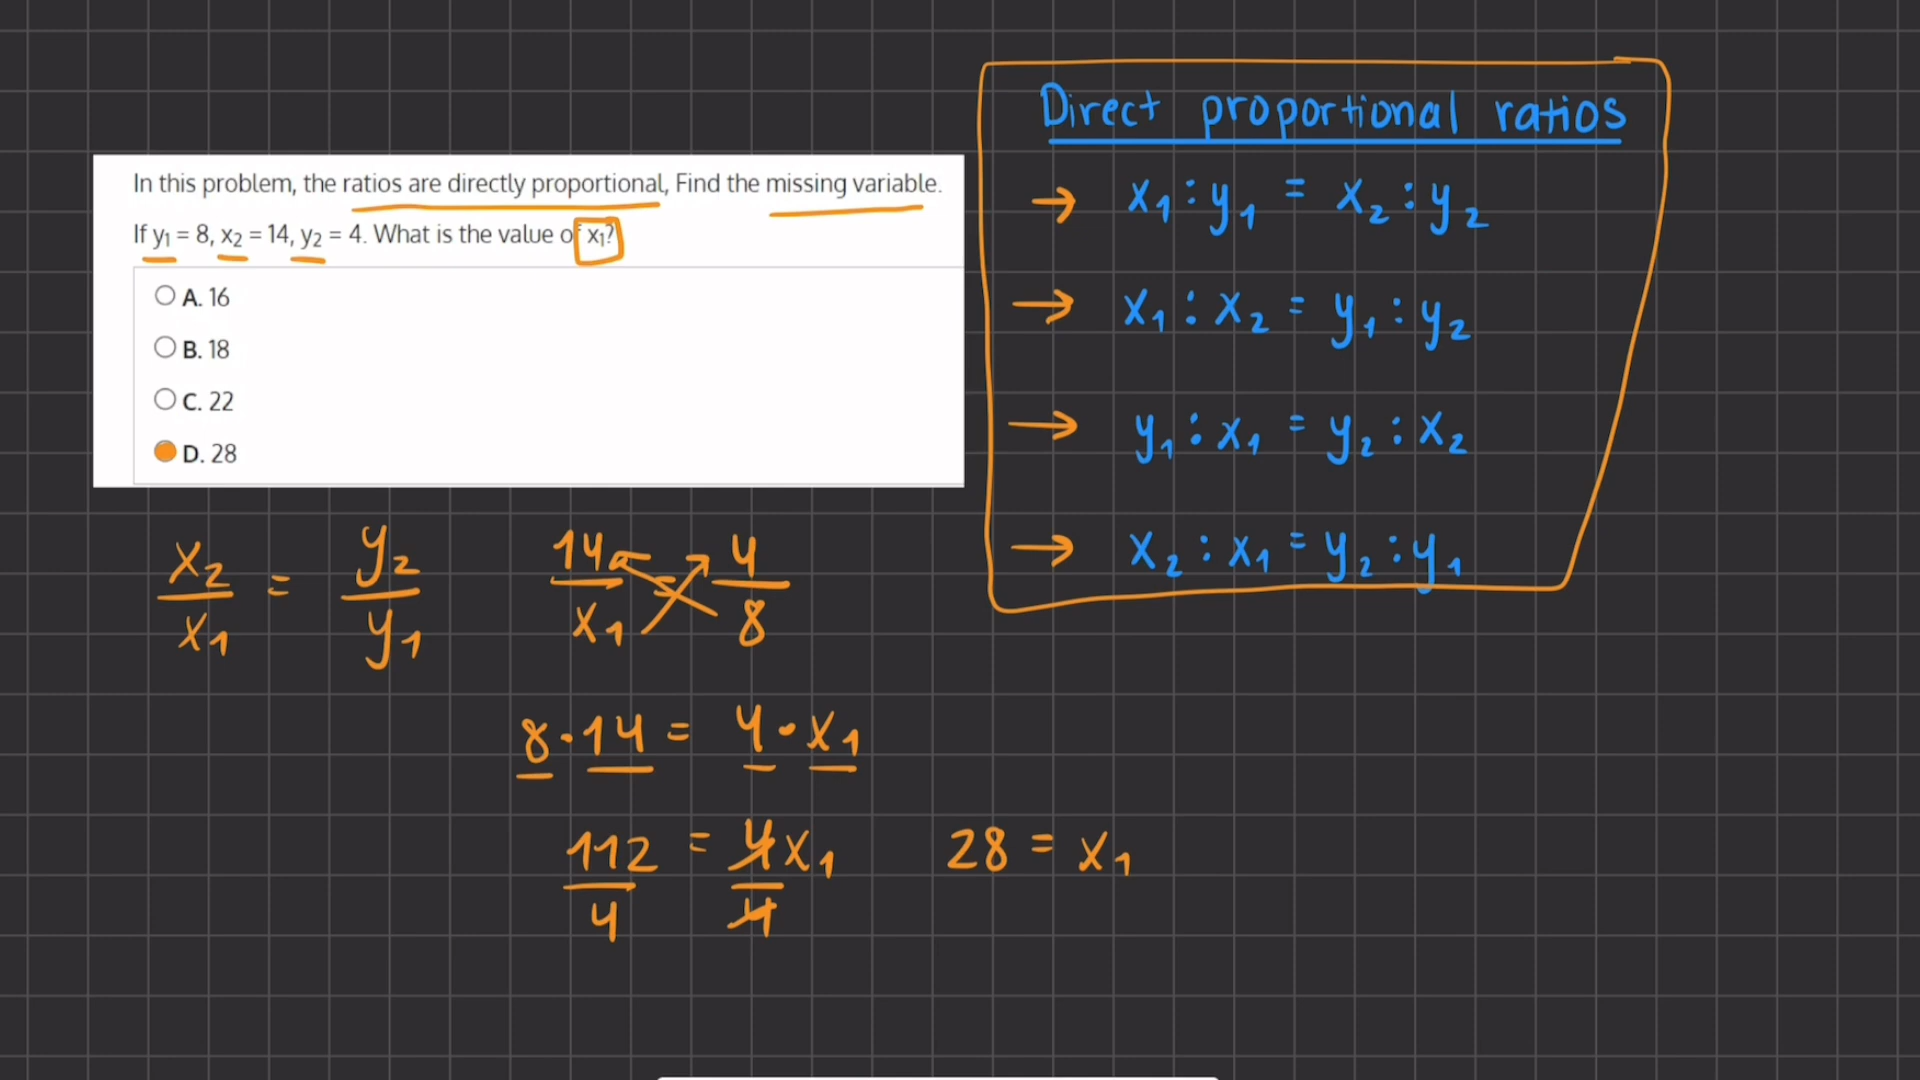 In this problem, the ratios are directly proportional, Find the missing variable.
If y₁ = 8, x₂ = 14, y₂ = 4. What is the value of x₁?
A. 16
B. 18
C. 22
D. 28
Direct proportional ratios
→ x₁ : y₁ = x₂ : y₂
→ x₁ : x₂ = y₁ : y₂
→ y₁ : x₁ = y₂ : x₂
→ x₂ : x₁ = y₂ : y₁
x₂/x₁ = y₂/y₁
14/x₁ 4/8
8 · 14 = 4 · x₁
112/4 = 4x₁/4
28 = x₁